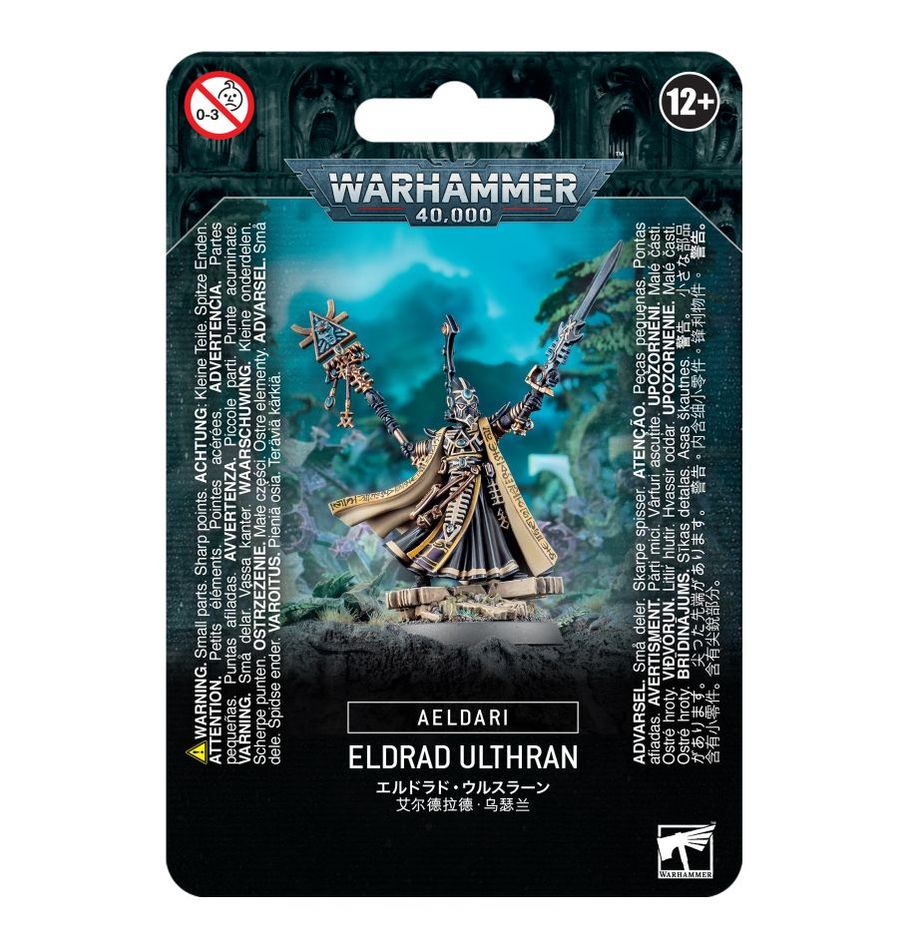 0-3
12+
WARHAMMER™
40,000
⚠WARNING. Small parts. Sharp points. ACHTUNG: Kleine Teile. Spitze Enden.
ATTENTION. Petits éléments. Pointes acérées. ADVERTENCIA. Partes
pequeñas. Puntas afiladas. AVVERTENZA. Piccole parti. Punte acuminate.
WARNING. Små delar. Vassa kanter. WAARSCHUWING. Kleine onderdelen.
Scherpe punten. OSTRZEŻENIE. Małe części. Ostre elementy. ADVARSEL. Små
dele. Spidse ender. VAROITUS. Pieniä osia. Teräviä kärkiä.
ADVARSEL. Små deler. Skarpe spisser. ATENÇÃO. Peças pequenas. Pontas
afiadas. AVERTISMENT. Părți mici. Vârfuri ascuțite. UPOZORNĚNÍ. Malé části.
Ostré hroty. VIÐVÖRUN. Litlir hlutir. Hvassir oddar. UPOZORNENIE. Malé časti.
Ostré hroty. BRĪDINĀJUMS. Sīkas detaļas. Asas šķautnes. 警告。小さな部品
があります。尖った先端があります。警告。内含细小零件。锋利物件。警告。
含有小零件。含有尖銳部分。
AELDARI
ELDRAD ULTHRAN
エルドラド・ウルスラーン
艾尔德拉德·乌瑟兰
WARHAMMER